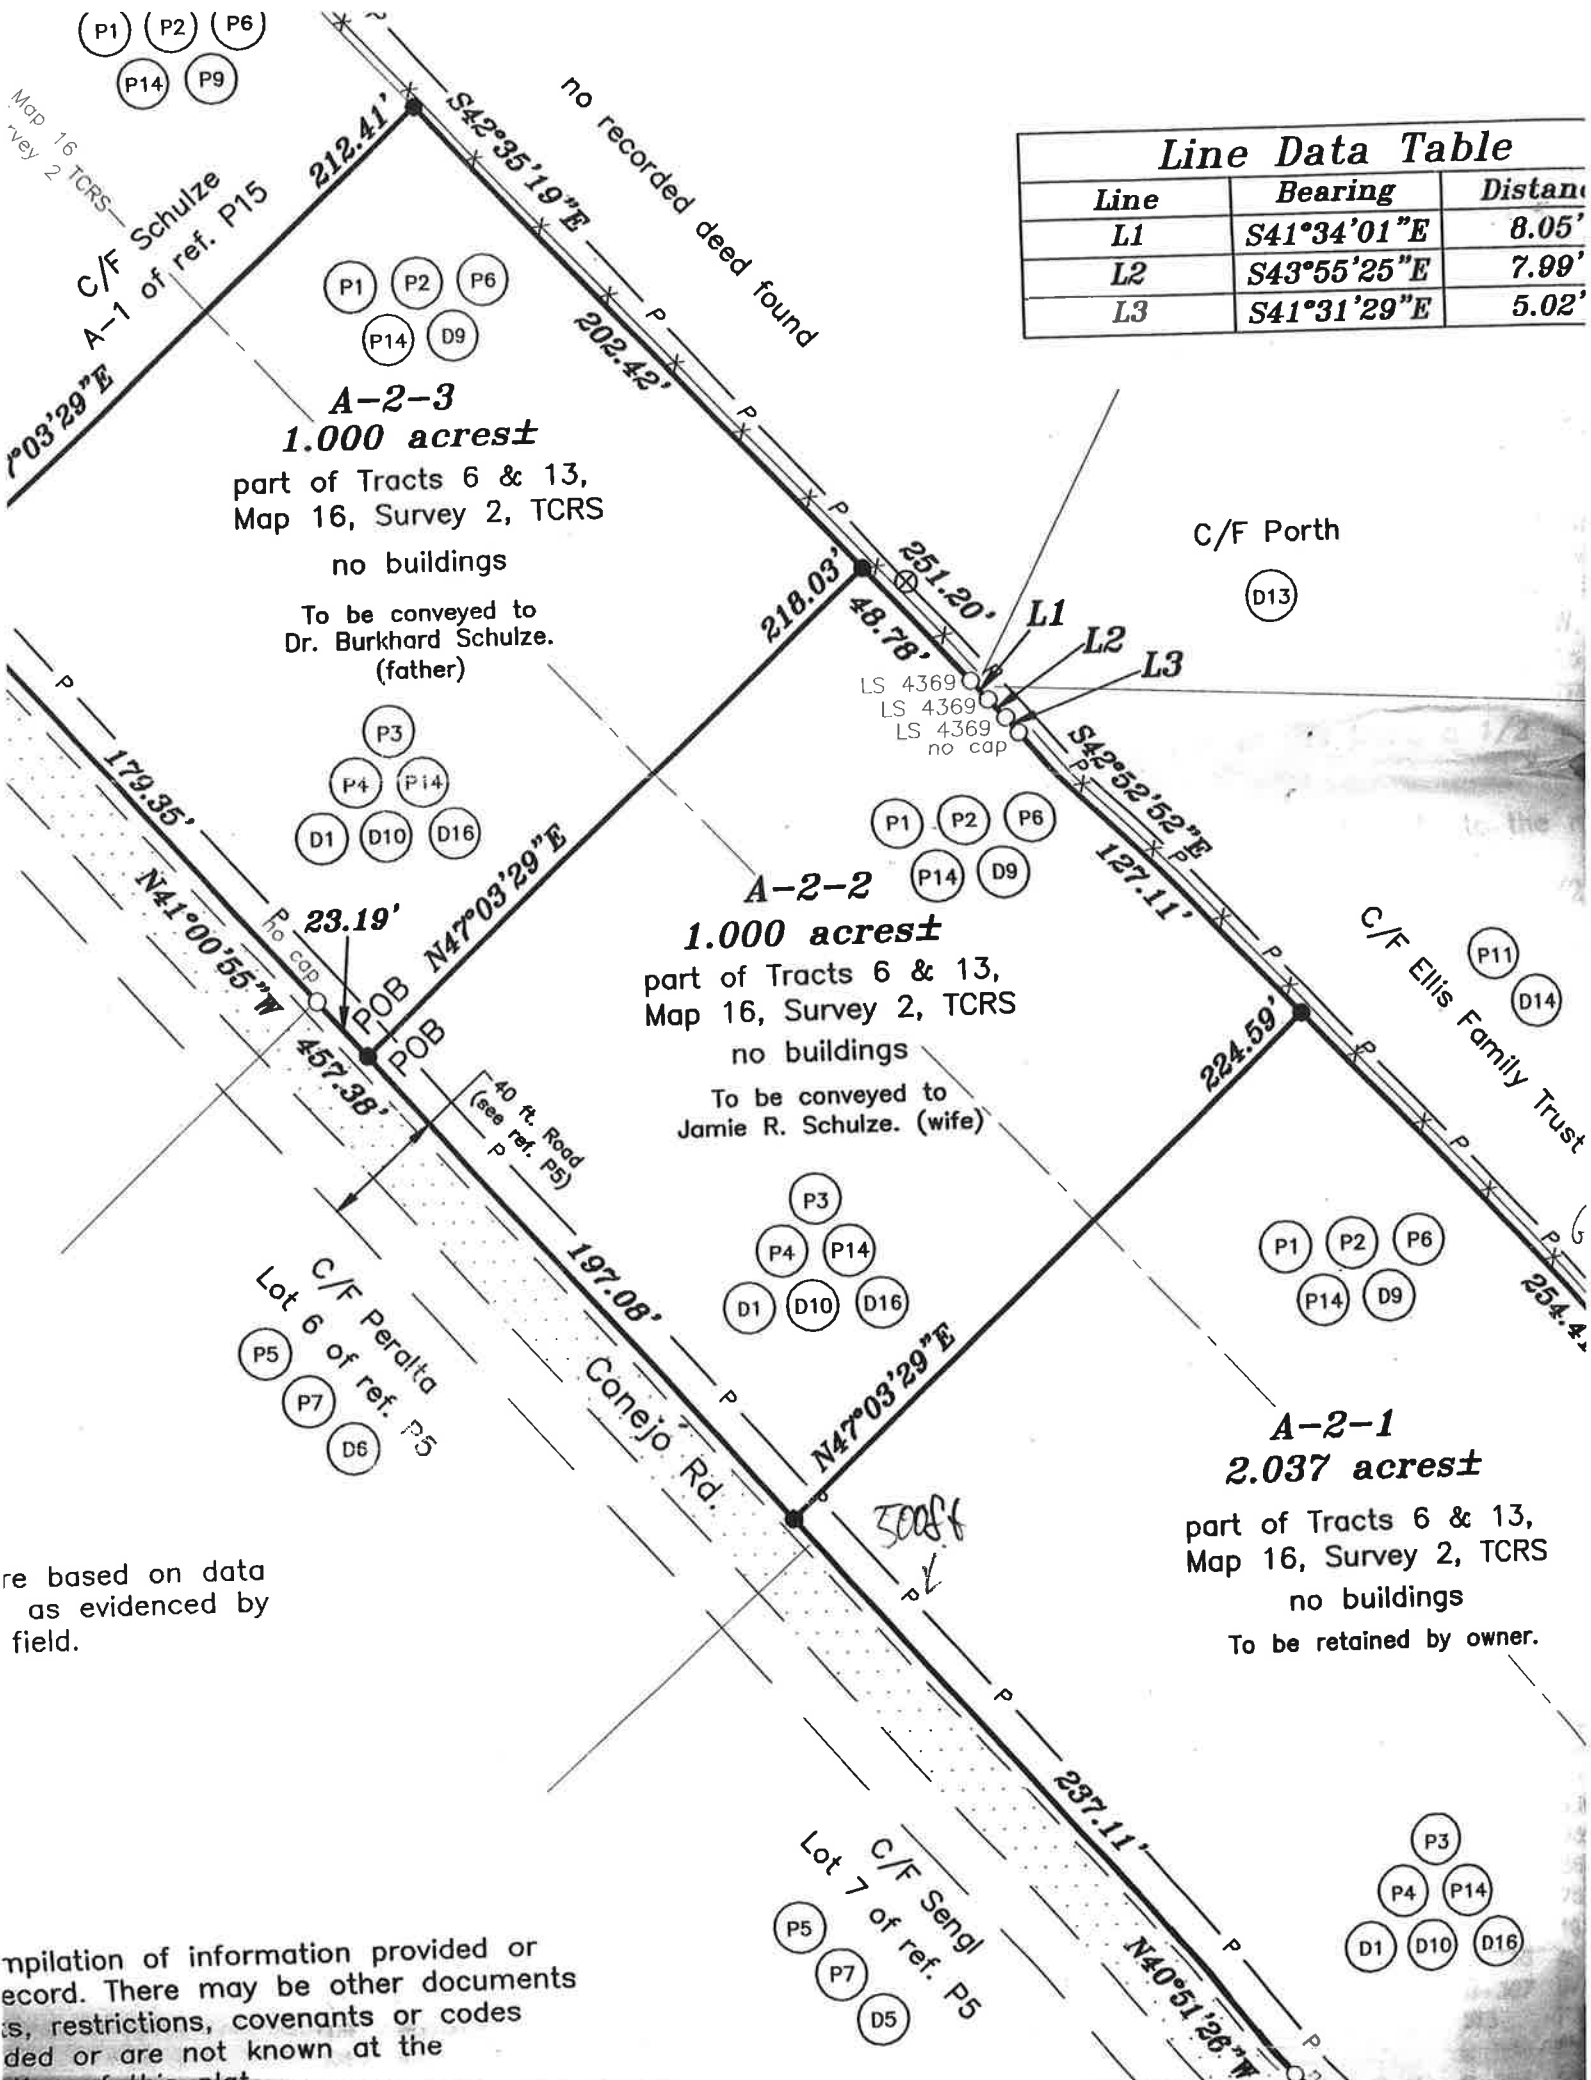 P1 P2 P6
P14 P9
Map 16 TCRS
rvey 2
C/F Schulze
A-1 of ref. P15
212.41'
°03'29"E
S42°35'19"E
no recorded deed found
Line Data Table
Line Bearing Distan
L1 S41°34'01"E 8.05'
L2 S43°55'25"E 7.99'
L3 S41°31'29"E 5.02'
P1 P2 P6
P14 D9
A-2-3
1.000 acres±
part of Tracts 6 & 13,
Map 16, Survey 2, TCRS
no buildings
To be conveyed to
Dr. Burkhard Schulze.
(father)
202.42'
P
P
P
251.20'
48.78'
218.03'
C/F Porth
D13
L1
L2
L3
LS 4369
LS 4369
LS 4369
no cap
P
P
S42°52'52"E
P
127.11'
P
P3
P4 P14
D1 D10 D16
179.35'
P
N41°00'55"W
P
no cap
23.19'
N47°03'29"E
POB
POB
457.38'
40 ft. Road
(see ref. P5)
P
P1 P2 P6
P14 D9
A-2-2
1.000 acres±
part of Tracts 6 & 13,
Map 16, Survey 2, TCRS
no buildings
To be conveyed to
Jamie R. Schulze. (wife)
224.59'
C/F Ellis Family Trust
P11
D14
P
P
P
254.4
P3
P4 P14
D1 D10 D16
197.08'
P
N47°03'29"E
P
C/F Peralta
Lot 6 of ref. P5
P5
P7
D6
Conejo Rd.
P1 P2 P6
P14 D9
A-2-1
2.037 acres±
part of Tracts 6 & 13,
Map 16, Survey 2, TCRS
no buildings
To be retained by owner.
P
P
237.11'
P
N40°51'26"W
P
C/F Sengl
Lot 7 of ref. P5
P5
P7
D5
P3
P4 P14
D1 D10 D16
re based on data
as evidenced by
field.
mpilation of information provided or
ecord. There may be other documents
s, restrictions, covenants or codes
ded or are not known at the